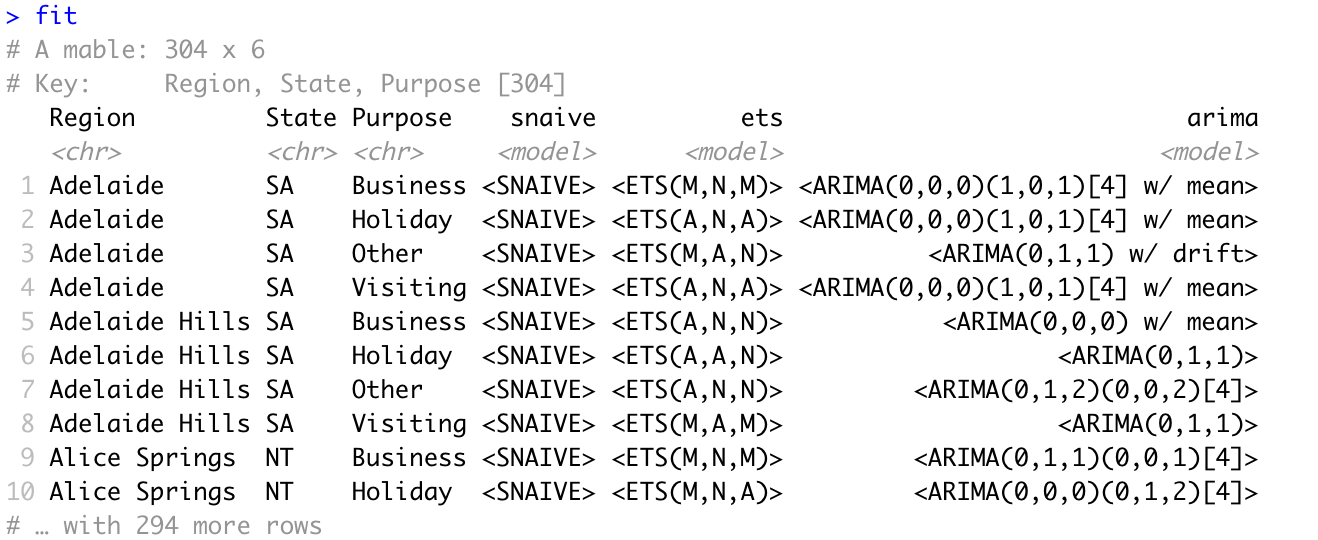 > fit
# A mable: 304 x 6
# Key:     Region, State, Purpose [304]
   Region         State Purpose    snaive          ets                              arima
   <chr>          <chr> <chr>     <model>      <model>                            <model>
 1 Adelaide       SA    Business <SNAIVE> <ETS(M,N,M)> <ARIMA(0,0,0)(1,0,1)[4] w/ mean>
 2 Adelaide       SA    Holiday  <SNAIVE> <ETS(A,N,A)> <ARIMA(0,0,0)(1,0,1)[4] w/ mean>
 3 Adelaide       SA    Other    <SNAIVE> <ETS(M,A,N)>          <ARIMA(0,1,1) w/ drift>
 4 Adelaide       SA    Visiting <SNAIVE> <ETS(A,N,A)> <ARIMA(0,0,0)(1,0,1)[4] w/ mean>
 5 Adelaide Hills SA    Business <SNAIVE> <ETS(A,N,N)>           <ARIMA(0,0,0) w/ mean>
 6 Adelaide Hills SA    Holiday  <SNAIVE> <ETS(A,A,N)>                   <ARIMA(0,1,1)>
 7 Adelaide Hills SA    Other    <SNAIVE> <ETS(A,N,N)>         <ARIMA(0,1,2)(0,0,2)[4]>
 8 Adelaide Hills SA    Visiting <SNAIVE> <ETS(M,A,M)>                   <ARIMA(0,1,1)>
 9 Alice Springs  NT    Business <SNAIVE> <ETS(M,N,M)>         <ARIMA(0,1,1)(0,0,1)[4]>
10 Alice Springs  NT    Holiday  <SNAIVE> <ETS(M,N,A)>         <ARIMA(0,0,0)(0,1,2)[4]>
# … with 294 more rows